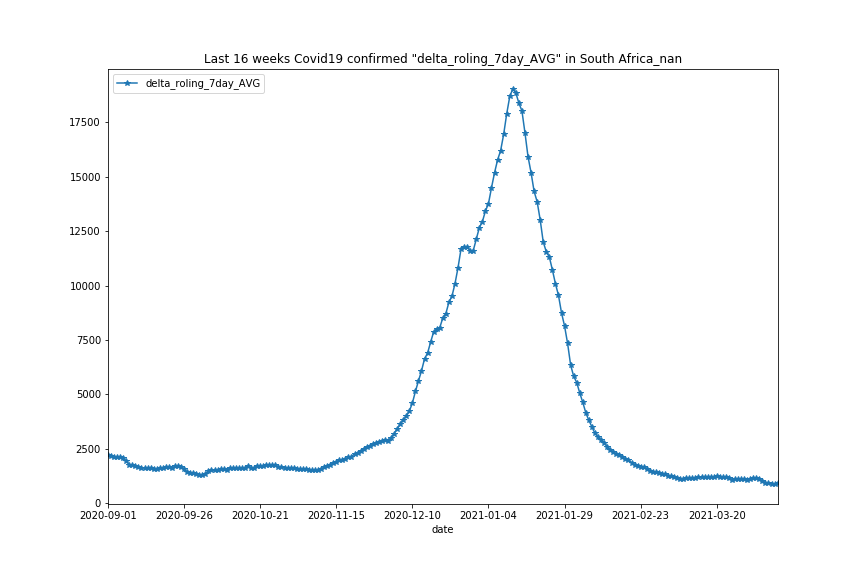 Last 16 weeks Covid19 confirmed "delta_roling_7day_AVG" in South Africa_nan
delta_roling_7day_AVG
17500
15000
12500
10000
7500
5000
2500
0
2020-09-01 2020-09-26 2020-10-21 2020-11-15 2020-12-10 2021-01-04 2021-01-29 2021-02-23 2021-03-20
date